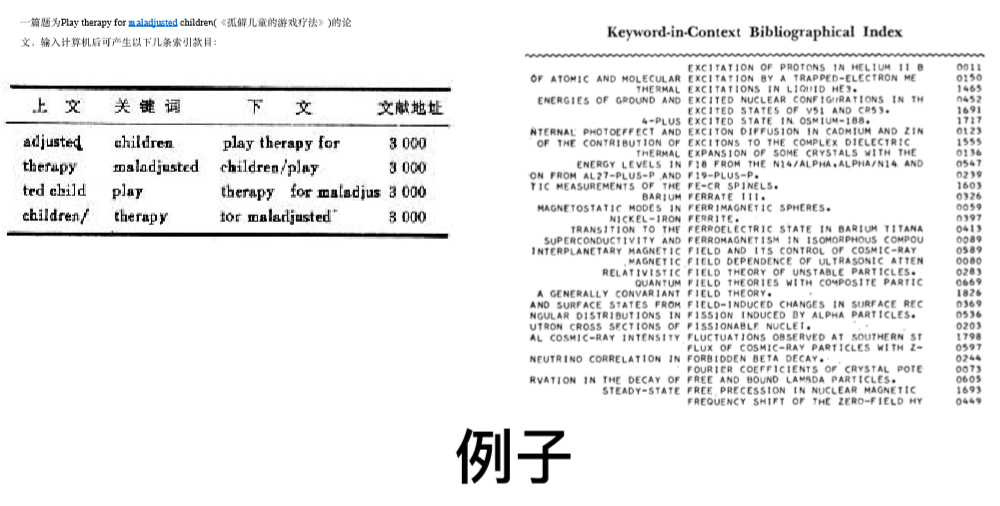 一篇题为Play therapy for maladjusted children(《孤僻儿童的游戏疗法》)的论
文，输入计算机后可产生以下几条索引款目：
上 文 关 键 词 下 文 文献地址
adjusted children play therapy for 3 000
therapy maladjusted children/play 3 000
ted child play therapy for maladjus 3 000
children/ therapy for maladjusted 3 000
Keyword-in-Context Bibliographical Index
EXCITATION OF PROTONS IN HELIUM II B 0011
OF ATOMIC AND MOLECULAR EXCITATION BY A TRAPPED-ELECTRON ME 0150
THERMAL EXCITATIONS IN LIQUID HE3. 1465
ENERGIES OF GROUND AND EXCITED NUCLEAR CONFIGURATIONS IN TH 0452
EXCITED STATES OF V51 AND CR53. 1691
4-PLUS EXCITED STATE IN OSMIUM-188. 1717
NTERNAL PHOTOEFFECT AND EXCITON DIFFUSION IN CADMIUM AND ZIN 0123
OF THE CONTRIBUTION OF EXCITONS TO THE COMPLEX DIELECTRIC 1555
THERMAL EXPANSION OF SOME CRYSTALS WITH THE 0136
ENERGY LEVELS IN F18 FROM THE N14/ALPHA,ALPHA/N14 AND 0547
ON FROM AL27-PLUS-P AND F19-PLUS-P. 0239
TIC MEASUREMENTS OF THE FE-CR SPINELS. 1603
BARIUM FERRATE III. 0326
MAGNETOSTATIC MODES IN FERRIMAGNETIC SPHERES. 0059
NICKEL-IRON FERRITE. 0397
TRANSITION TO THE FERROELECTRIC STATE IN BARIUM TITANA 0413
SUPERCONDUCTIVITY AND FERROMAGNETISM IN ISOMORPHOUS COMPOU 0089
INTERPLANETARY MAGNETIC FIELD AND ITS CONTROL OF COSMIC-RAY 0589
MAGNETIC FIELD DEPENDENCE OF ULTRASONIC ATTEN 0080
RELATIVISTIC FIELD THEORY OF UNSTABLE PARTICLES. 0283
QUANTUM FIELD THEORIES WITH COMPOSITE PARTIC 0669
A GENERALLY CONVARIANT FIELD THEORY. 1826
AND SURFACE STATES FROM FIELD-INDUCED CHANGES IN SURFACE REC 0369
NGULAR DISTRIBUTIONS IN FISSION INDUCED BY ALPHA PARTICLES. 0536
UTRON CROSS SECTIONS OF FISSIONABLE NUCLEI. 0203
AL COSMIC-RAY INTENSITY FLUCTUATIONS OBSERVED AT SOUTHERN ST 1798
FLUX OF COSMIC-RAY PARTICLES WITH Z- 0597
NEUTRINO CORRELATION IN FORBIDDEN BETA DECAY. 0244
FOURIER COEFFICIENTS OF CRYSTAL POTE 0073
RVATION IN THE DECAY OF FREE AND BOUND LAMBDA PARTICLES. 0605
STEADY-STATE FREE PRECESSION IN NUCLEAR MAGNETIC 1693
FREQUENCY SHIFT OF THE ZERO-FIELD HY 0449
例子